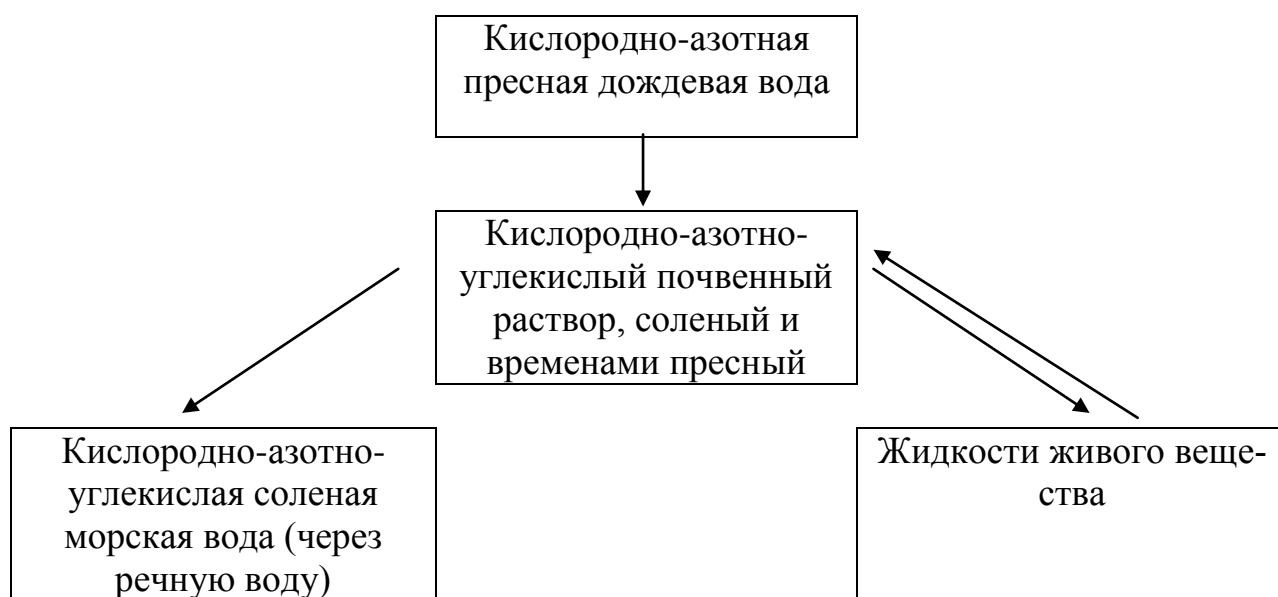 Кислородно-азотная
пресная дождевая вода
Кислородно-азотно-
углекислый почвенный
раствор, соленый и
временами пресный
Кислородно-азотно-
углекислая соленая
морская вода (через
речную воду)
Жидкости живого веще-
ства